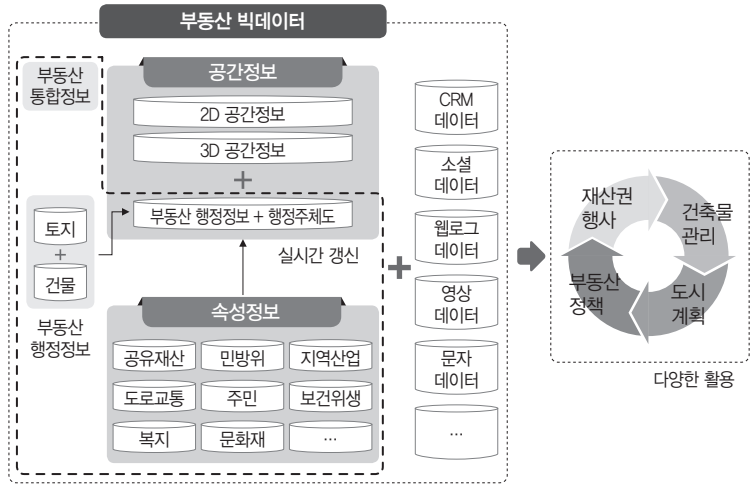 부동산 빅데이터
부동산
통합정보
공간정보
2D 공간정보
3D 공간정보
+
부동산 행정정보 + 행정주체도
실시간 갱신
토지
+
건물
부동산
행정정보
속성정보
공유재산
민방위
지역산업
도로교통
주민
보건위생
복지
문화재
…
+
CRM
데이터
소셜
데이터
웹로그
데이터
영상
데이터
문자
데이터
…
재산권
행사
건축물
관리
부동산
정책
도시
계획
다양한 활용